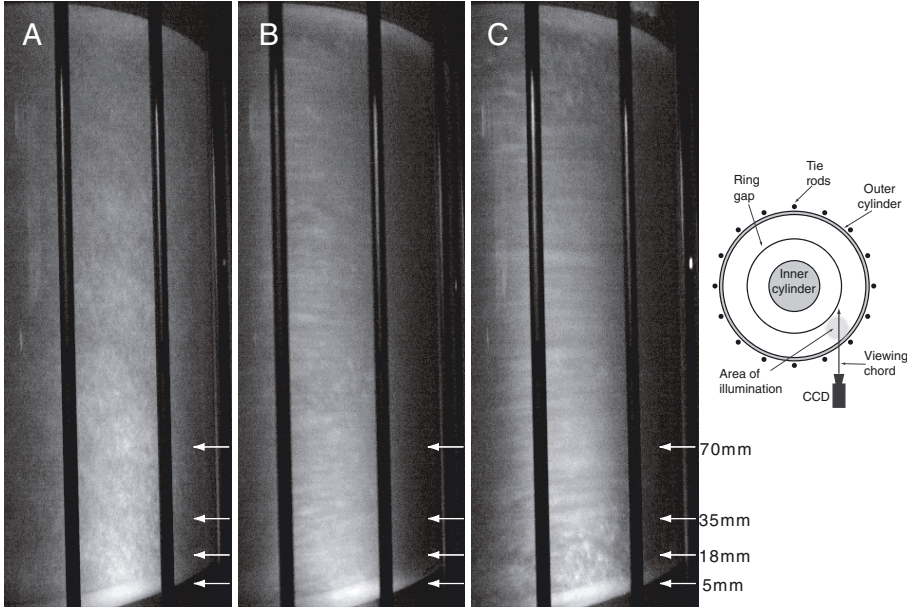 A
B
C
Tie
rods
Ring
gap
Outer
cylinder
Inner
cylinder
Area of
illumination
Viewing
chord
CCD
70mm
35mm
18mm
5mm